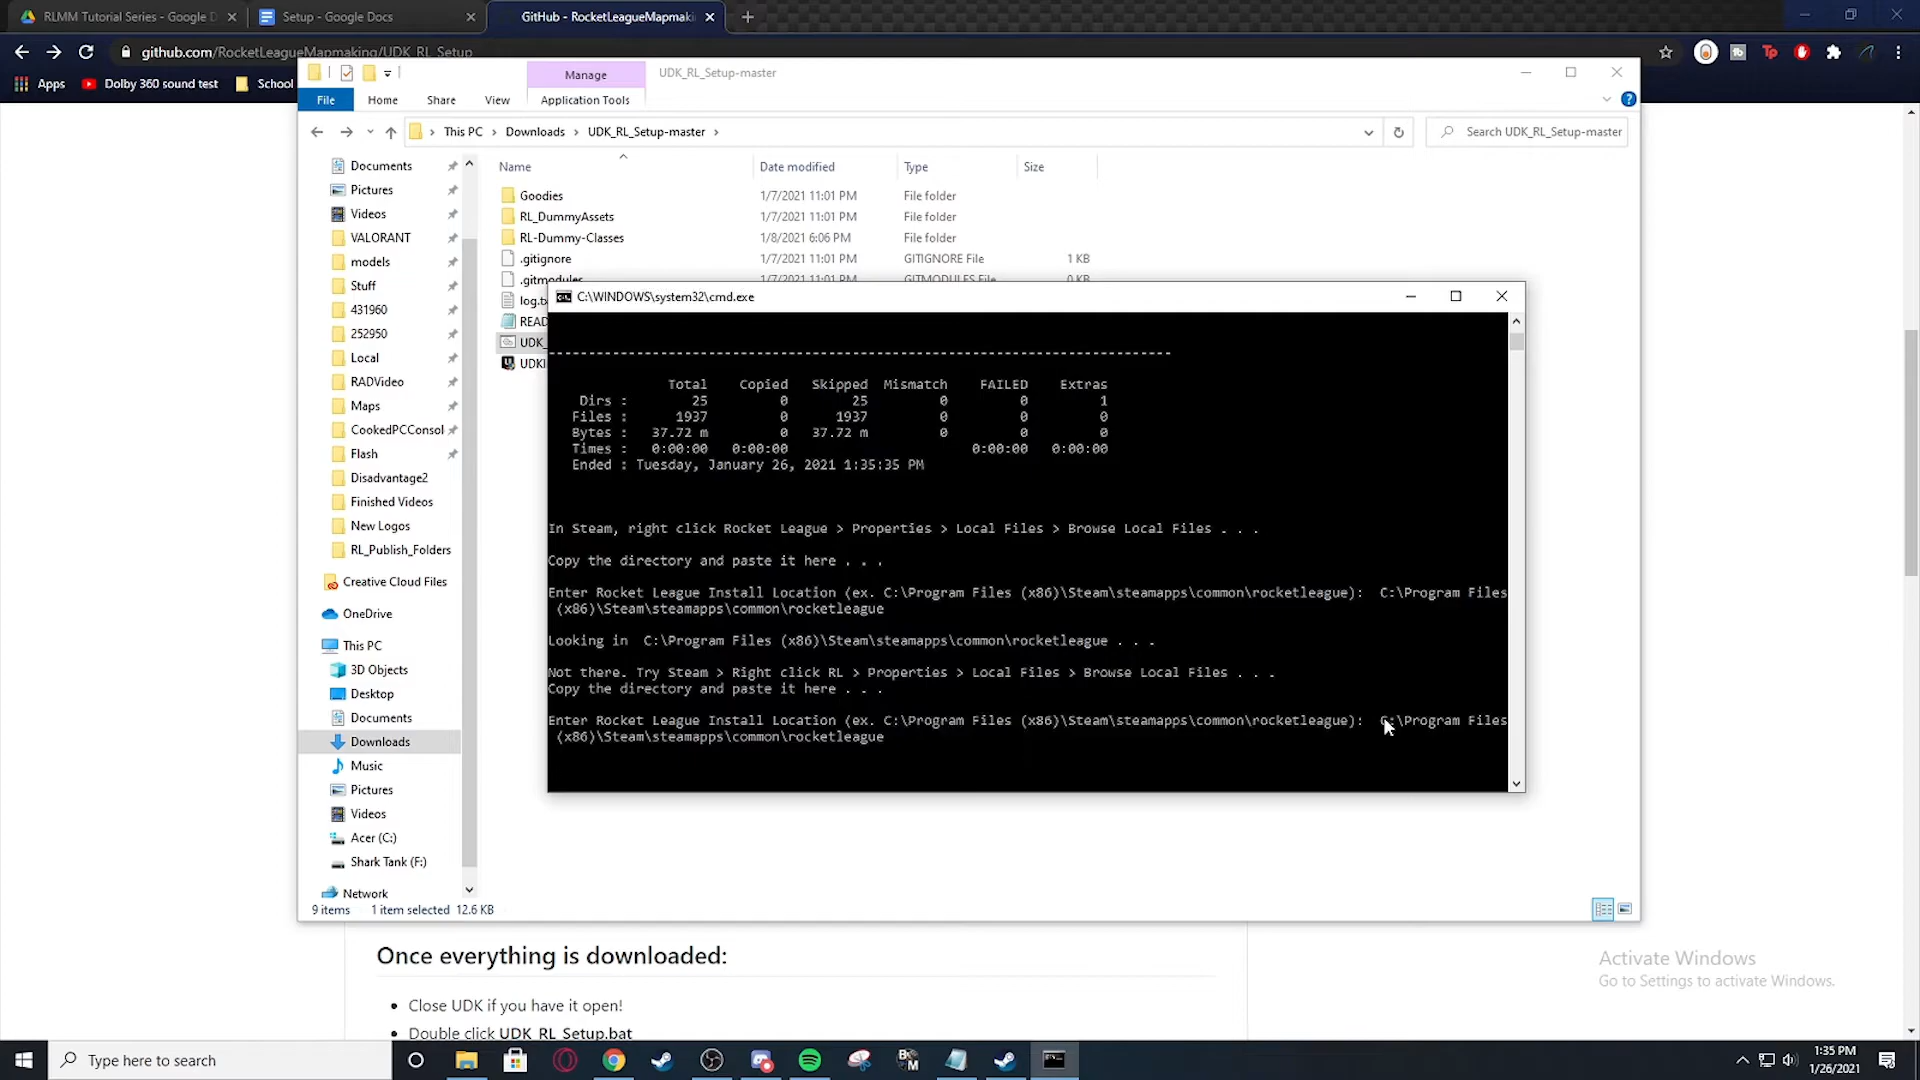 RLMM Tutorial Series - Google D
Setup - Google Docs
GitHub - RocketLeagueMapmaki
github.com/RocketLeagueMapmaking/UDK_RL_Setup
Apps
Dolby 360 sound test
School
Manage
UDK_RL_Setup-master
File
Home
Share
View
Application Tools
This PC > Downloads > UDK_RL_Setup-master >
Search UDK_RL_Setup-master
Name
Date modified
Type
Size
Documents
Pictures
Videos
VALORANT
models
Stuff
431960
252950
Local
RADVideo
Maps
CookedPCConsol
Flash
Disadvantage2
Finished Videos
New Logos
RL_Publish_Folders
Creative Cloud Files
OneDrive
This PC
3D Objects
Desktop
Documents
Downloads
Music
Pictures
Videos
Acer (C:)
Shark Tank (F:)
Network
Goodies 1/7/2021 11:01 PM File folder
RL_DummyAssets 1/7/2021 11:01 PM File folder
RL-Dummy-Classes 1/8/2021 6:06 PM File folder
.gitignore 1/7/2021 11:01 PM GITIGNORE File 1 KB
.gitmodules 1/7/2021 11:01 PM GITMODULES File 0 KB
log.t
READ
UDK_
UDKI
C:\WINDOWS\system32\cmd.exe
------------------------------------------------------------------------------
Total Copied Skipped Mismatch FAILED Extras
Dirs : 25 0 25 0 0 1
Files : 1937 0 1937 0 0 0
Bytes : 37.72 m 0 37.72 m 0 0 0
Times : 0:00:00 0:00:00 0:00:00 0:00:00
Ended : Tuesday, January 26, 2021 1:35:35 PM
In Steam, right click Rocket League > Properties > Local Files > Browse Local Files . . .
Copy the directory and paste it here . . .
Enter Rocket League Install Location (ex. C:\Program Files (x86)\Steam\steamapps\common\rocketleague): C:\Program Files
(x86)\Steam\steamapps\common\rocketleague
Looking in C:\Program Files (x86)\Steam\steamapps\common\rocketleague . . .
Not there. Try Steam > Right click RL > Properties > Local Files > Browse Local Files . . .
Copy the directory and paste it here . . .
Enter Rocket League Install Location (ex. C:\Program Files (x86)\Steam\steamapps\common\rocketleague): C:\Program Files
(x86)\Steam\steamapps\common\rocketleague
9 items 1 item selected 12.6 KB
Once everything is downloaded:
• Close UDK if you have it open!
• Double click UDK_RL_Setup.bat
Activate Windows
Go to Settings to activate Windows.
Type here to search
1:35 PM
1/26/2021